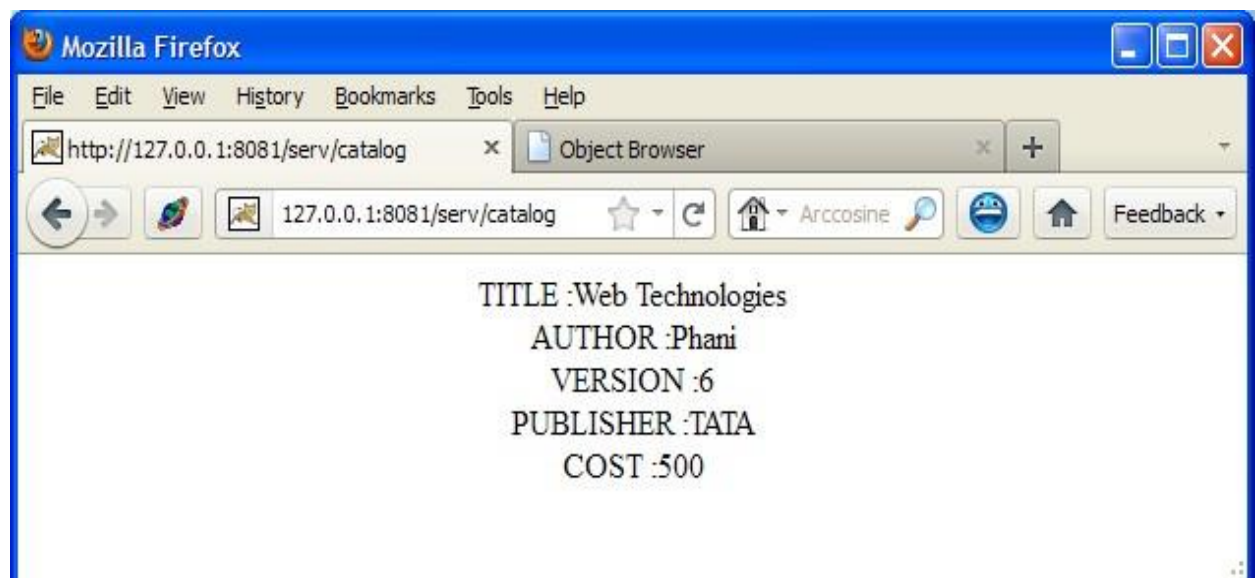 Mozilla Firefox
File Edit View History Bookmarks Tools Help
http://127.0.0.1:8081/serv/catalog Object Browser
127.0.0.1:8081/serv/catalog Arccosine Feedback
TITLE :Web Technologies
AUTHOR :Phani
VERSION :6
PUBLISHER :TATA
COST :500